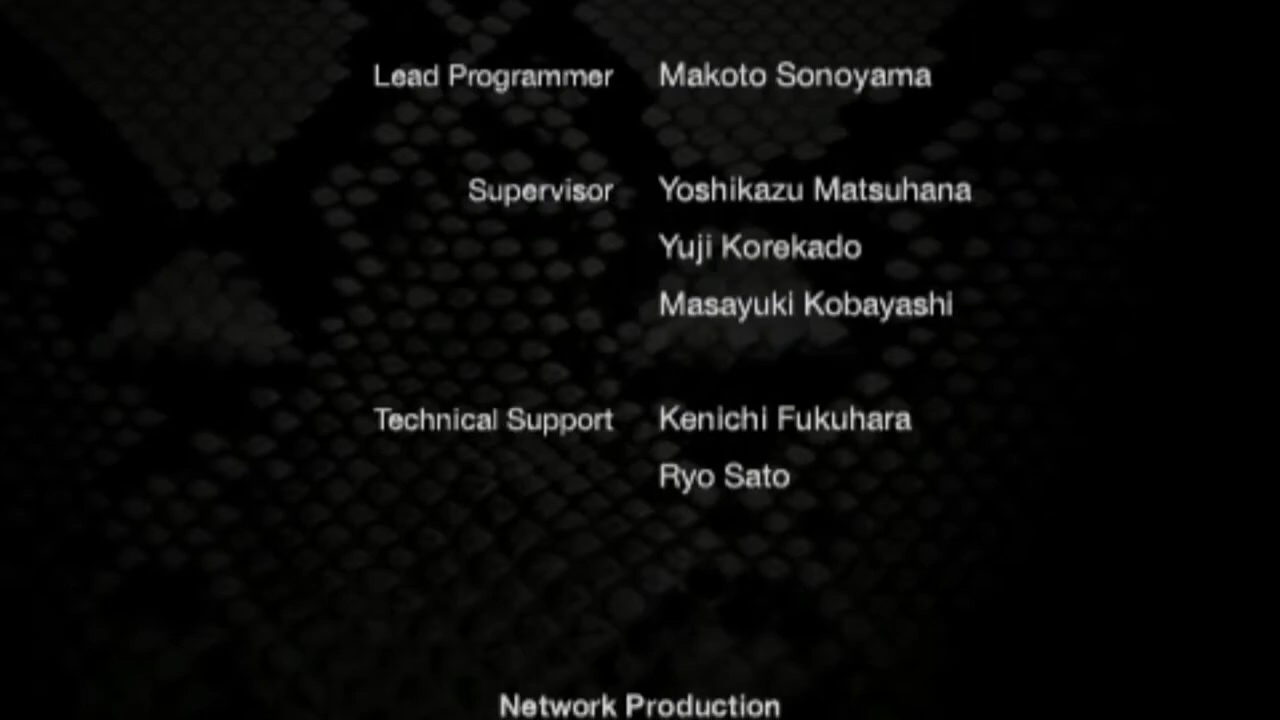 Lead Programmer Makoto Sonoyama
Supervisor Yoshikazu Matsuhana
Yuji Korekado
Masayuki Kobayashi
Technical Support Kenichi Fukuhara
Ryo Sato
Network Production